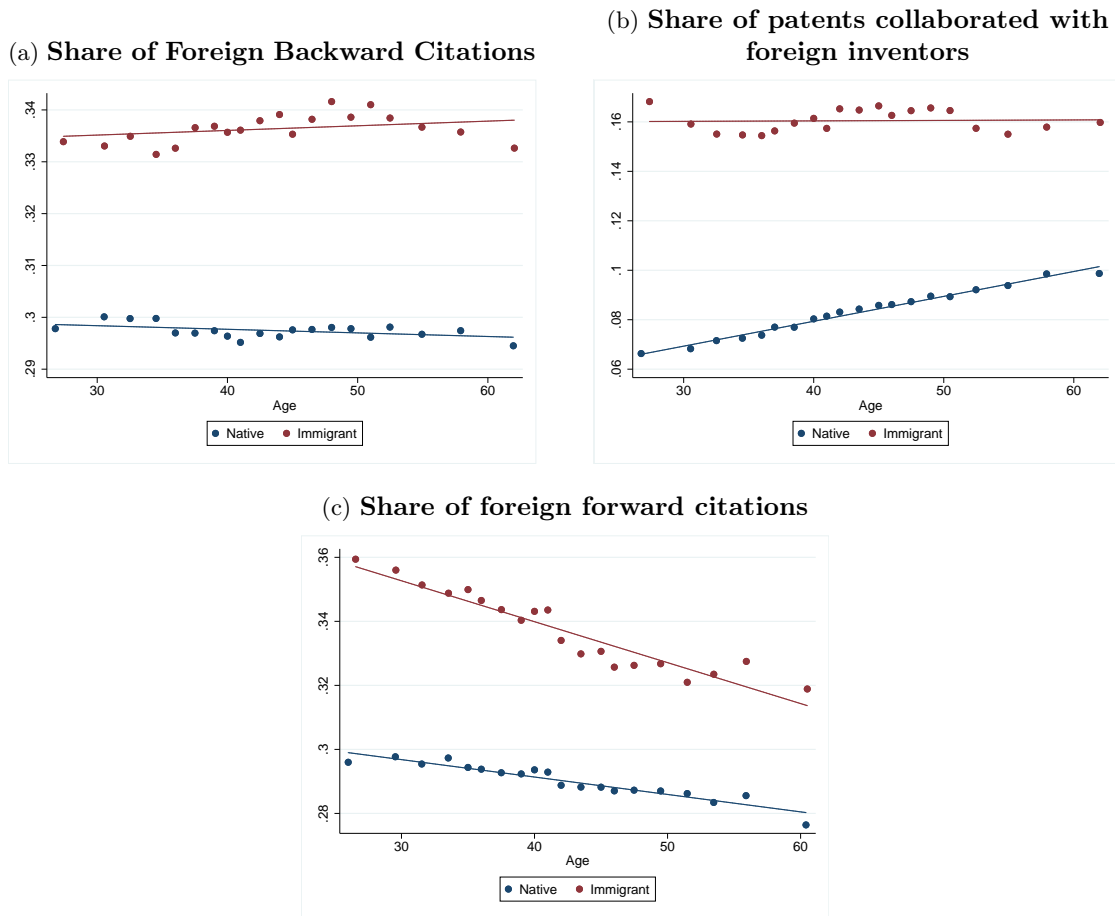 (a) Share of Foreign Backward Citations
.34
.33
.32
.31
.3
.29
30 40 50 60
Age
Native Immigrant
(b) Share of patents collaborated with
foreign inventors
.16
.14
.12
.1
.08
.06
30 40 50 60
Age
Native Immigrant
(c) Share of foreign forward citations
.36
.34
.32
.3
.28
30 40 50 60
Age
Native Immigrant